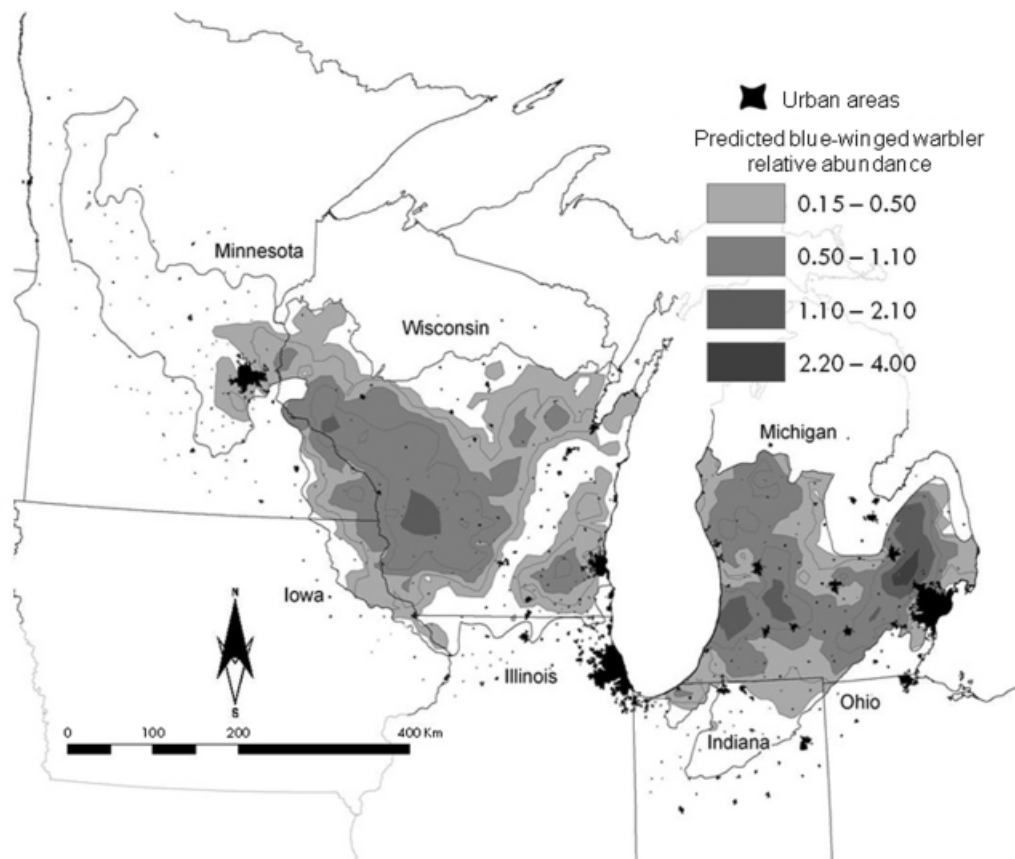 Urban areas
Predicted blue-winged warbler
relative abundance
0.15 – 0.50
0.50 – 1.10
1.10 – 2.10
2.20 – 4.00
Minnesota
Wisconsin
Michigan
Iowa
N
S
Illinois
Ohio
Indiana
0 100 200 400 Km